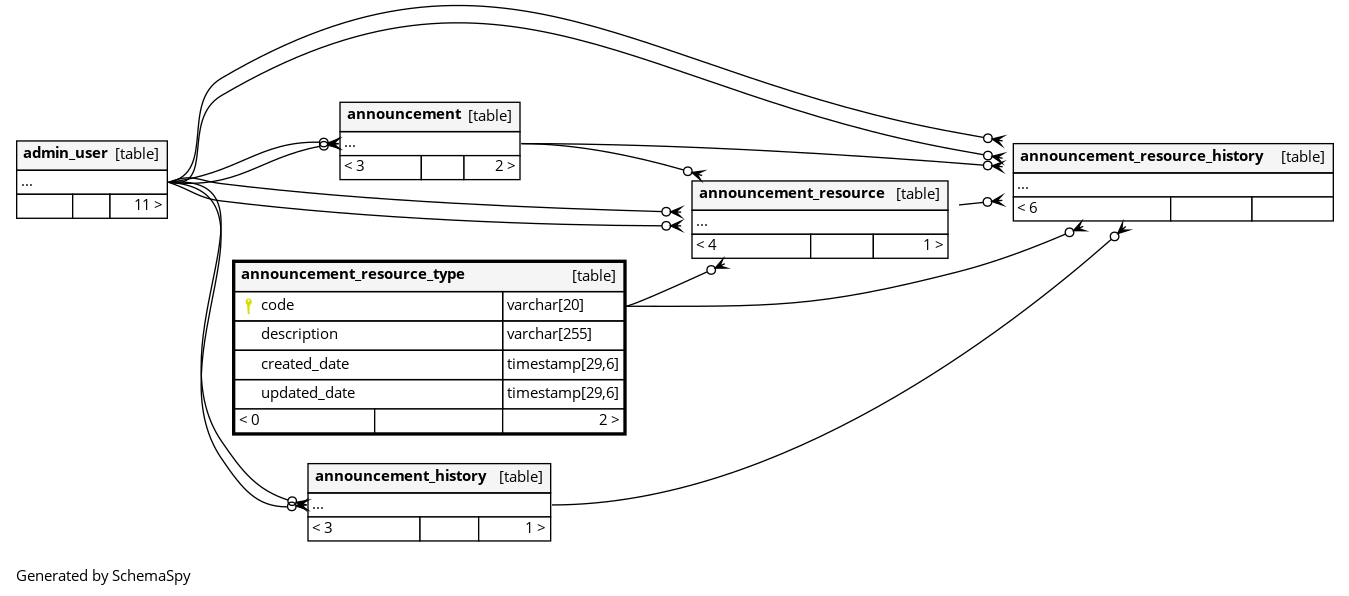 announcement [table]
...
< 3 2 >
admin_user [table]
...
11 >
announcement_resource_history [table]
...
< 6
announcement_resource [table]
...
< 4 1 >
announcement_resource_type [table]
code varchar[20]
description varchar[255]
created_date timestamp[29,6]
updated_date timestamp[29,6]
< 0 2 >
announcement_history [table]
...
< 3 1 >
Generated by SchemaSpy